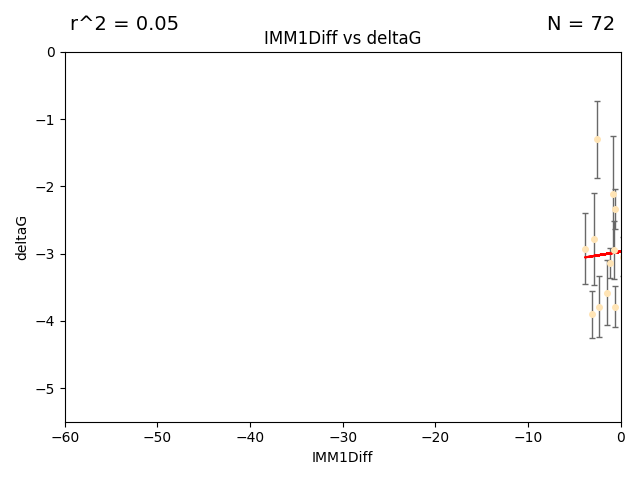 r^2 = 0.05
N = 72
IMM1Diff vs deltaG
0
−1
−2
−3
−4
−5
deltaG
−60
−50
−40
−30
−20
−10
0
IMM1Diff